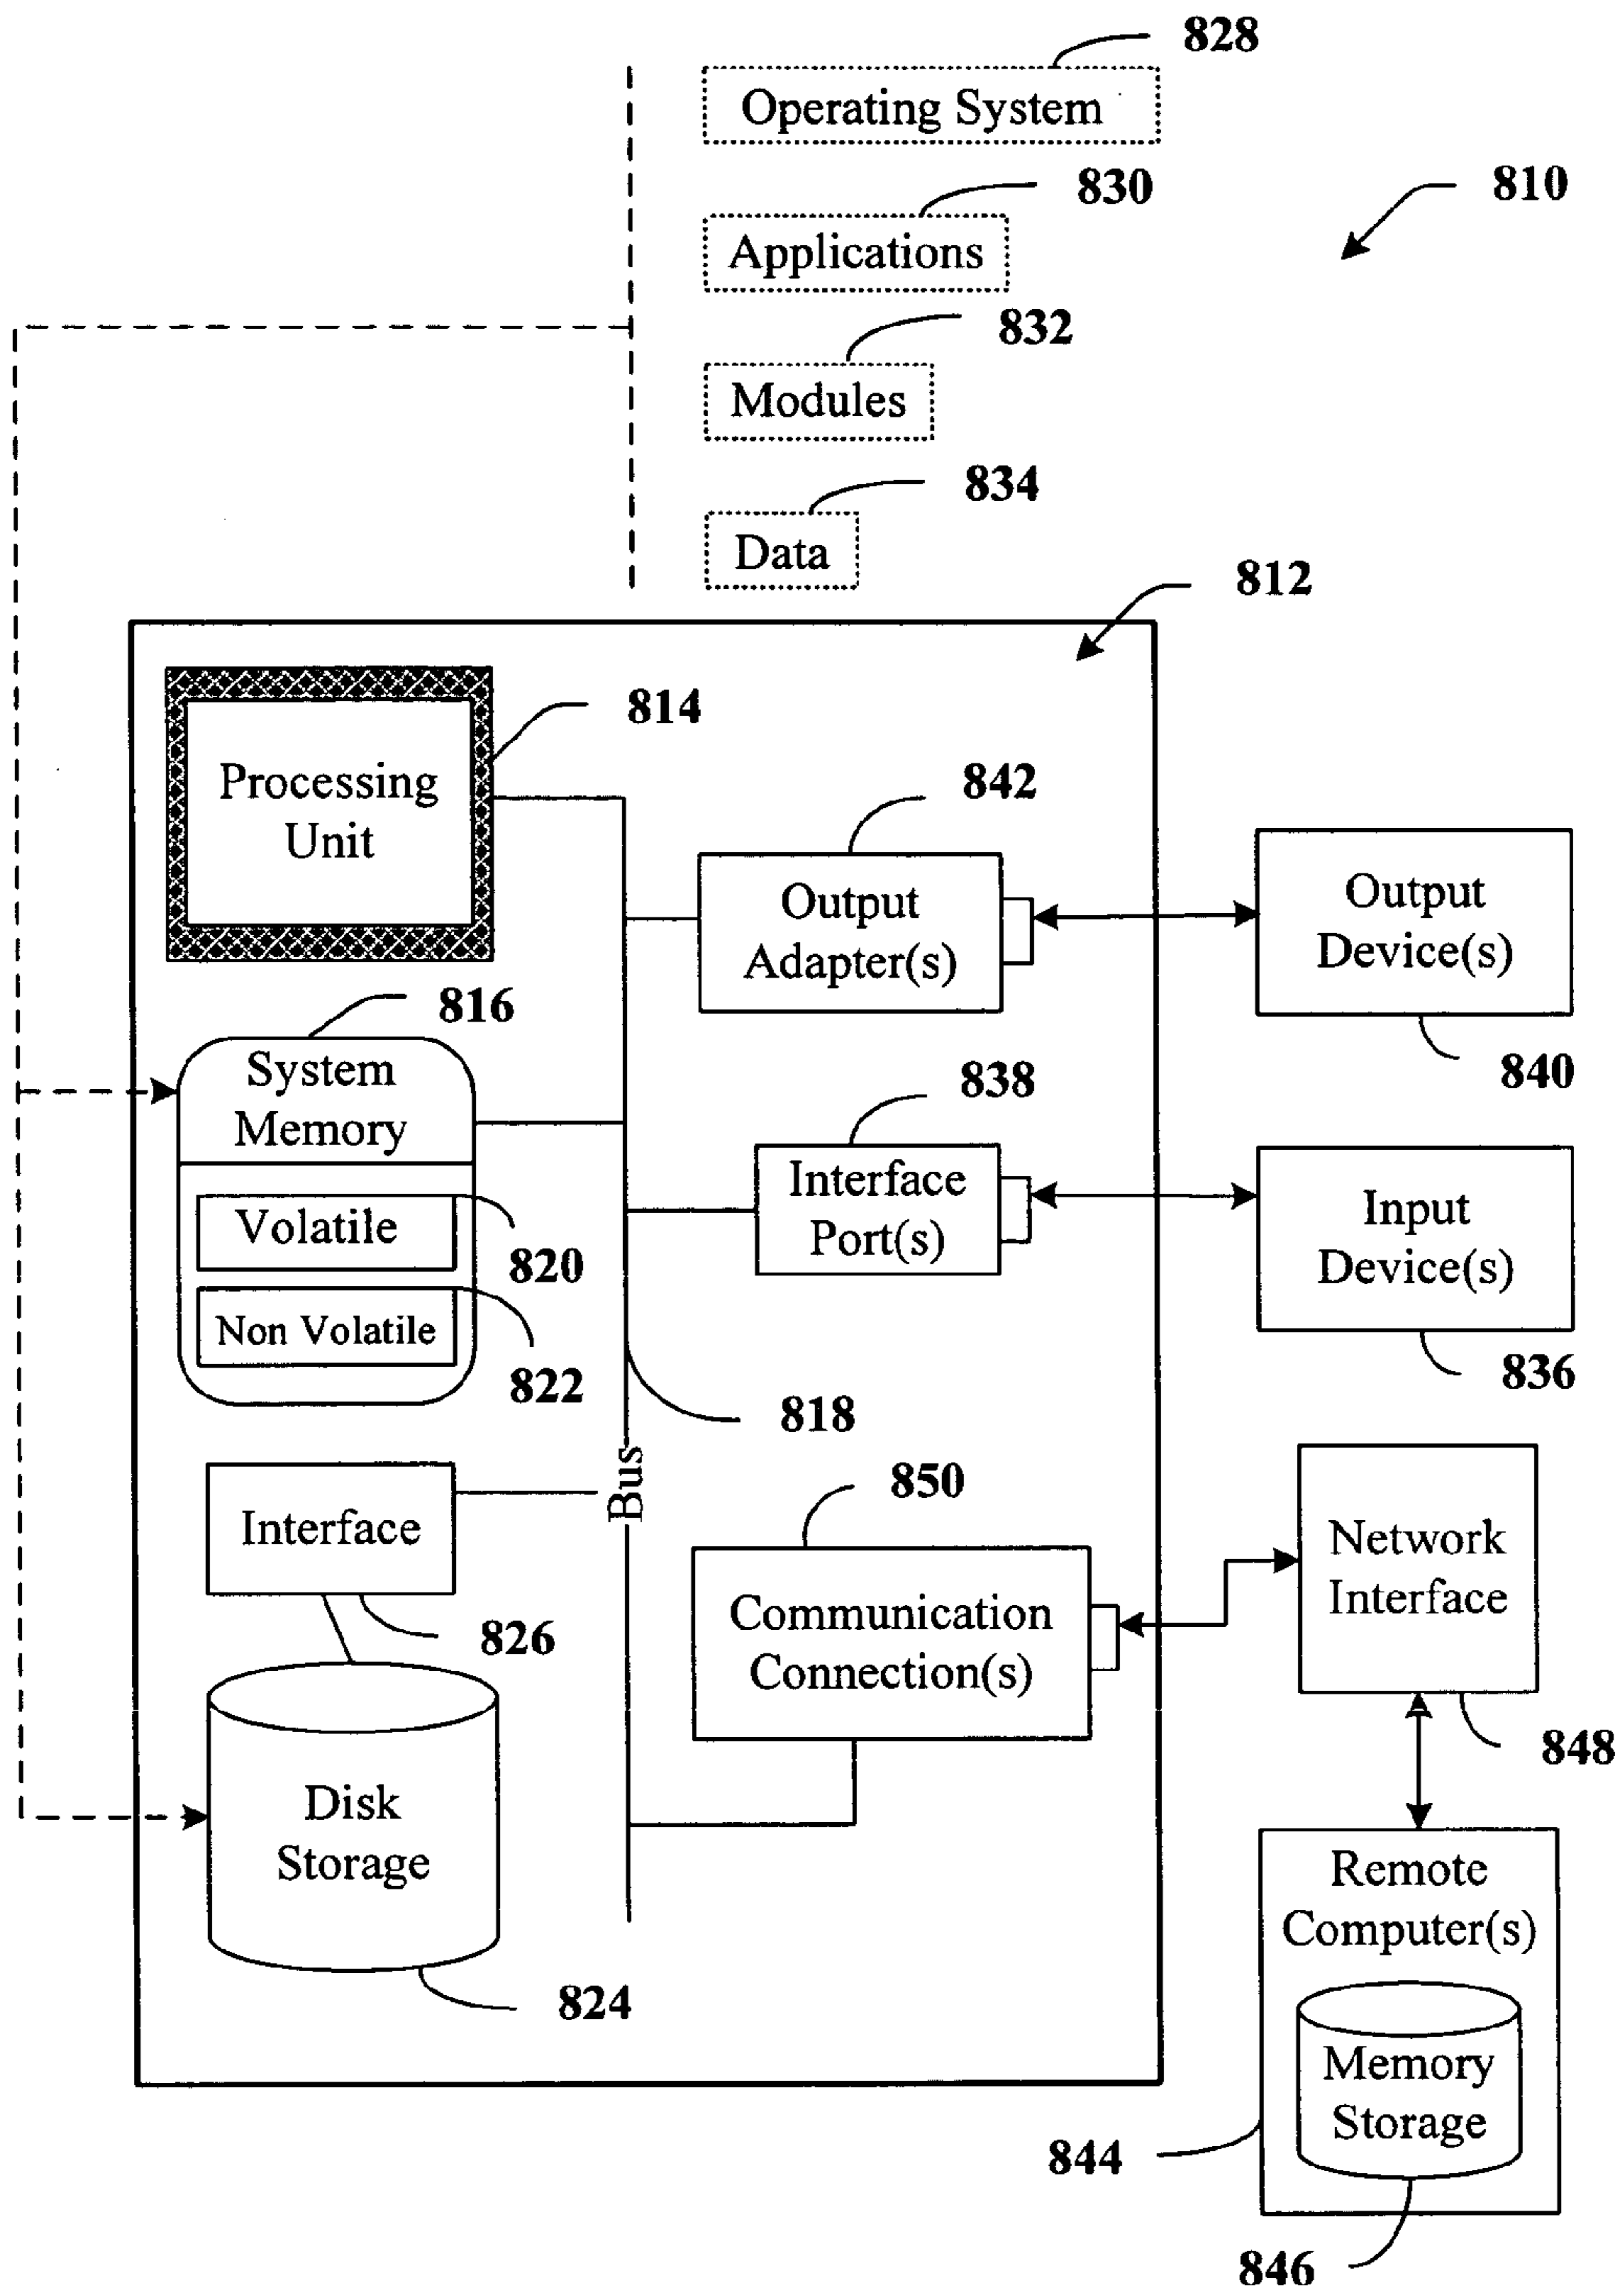 828
Operating System
830
810
Applications
832
Modules
834
Data
812
814
Processing
Unit
842
Output
Adapter(s)
Output
Device(s)
840
816
System
Memory
838
Interface
Port(s)
Input
Device(s)
836
Volatile
820
Non Volatile
822
818
Bus
Interface
826
850
Communication
Connection(s)
Network
Interface
848
Disk
Storage
824
Remote
Computer(s)
Memory
Storage
844
846